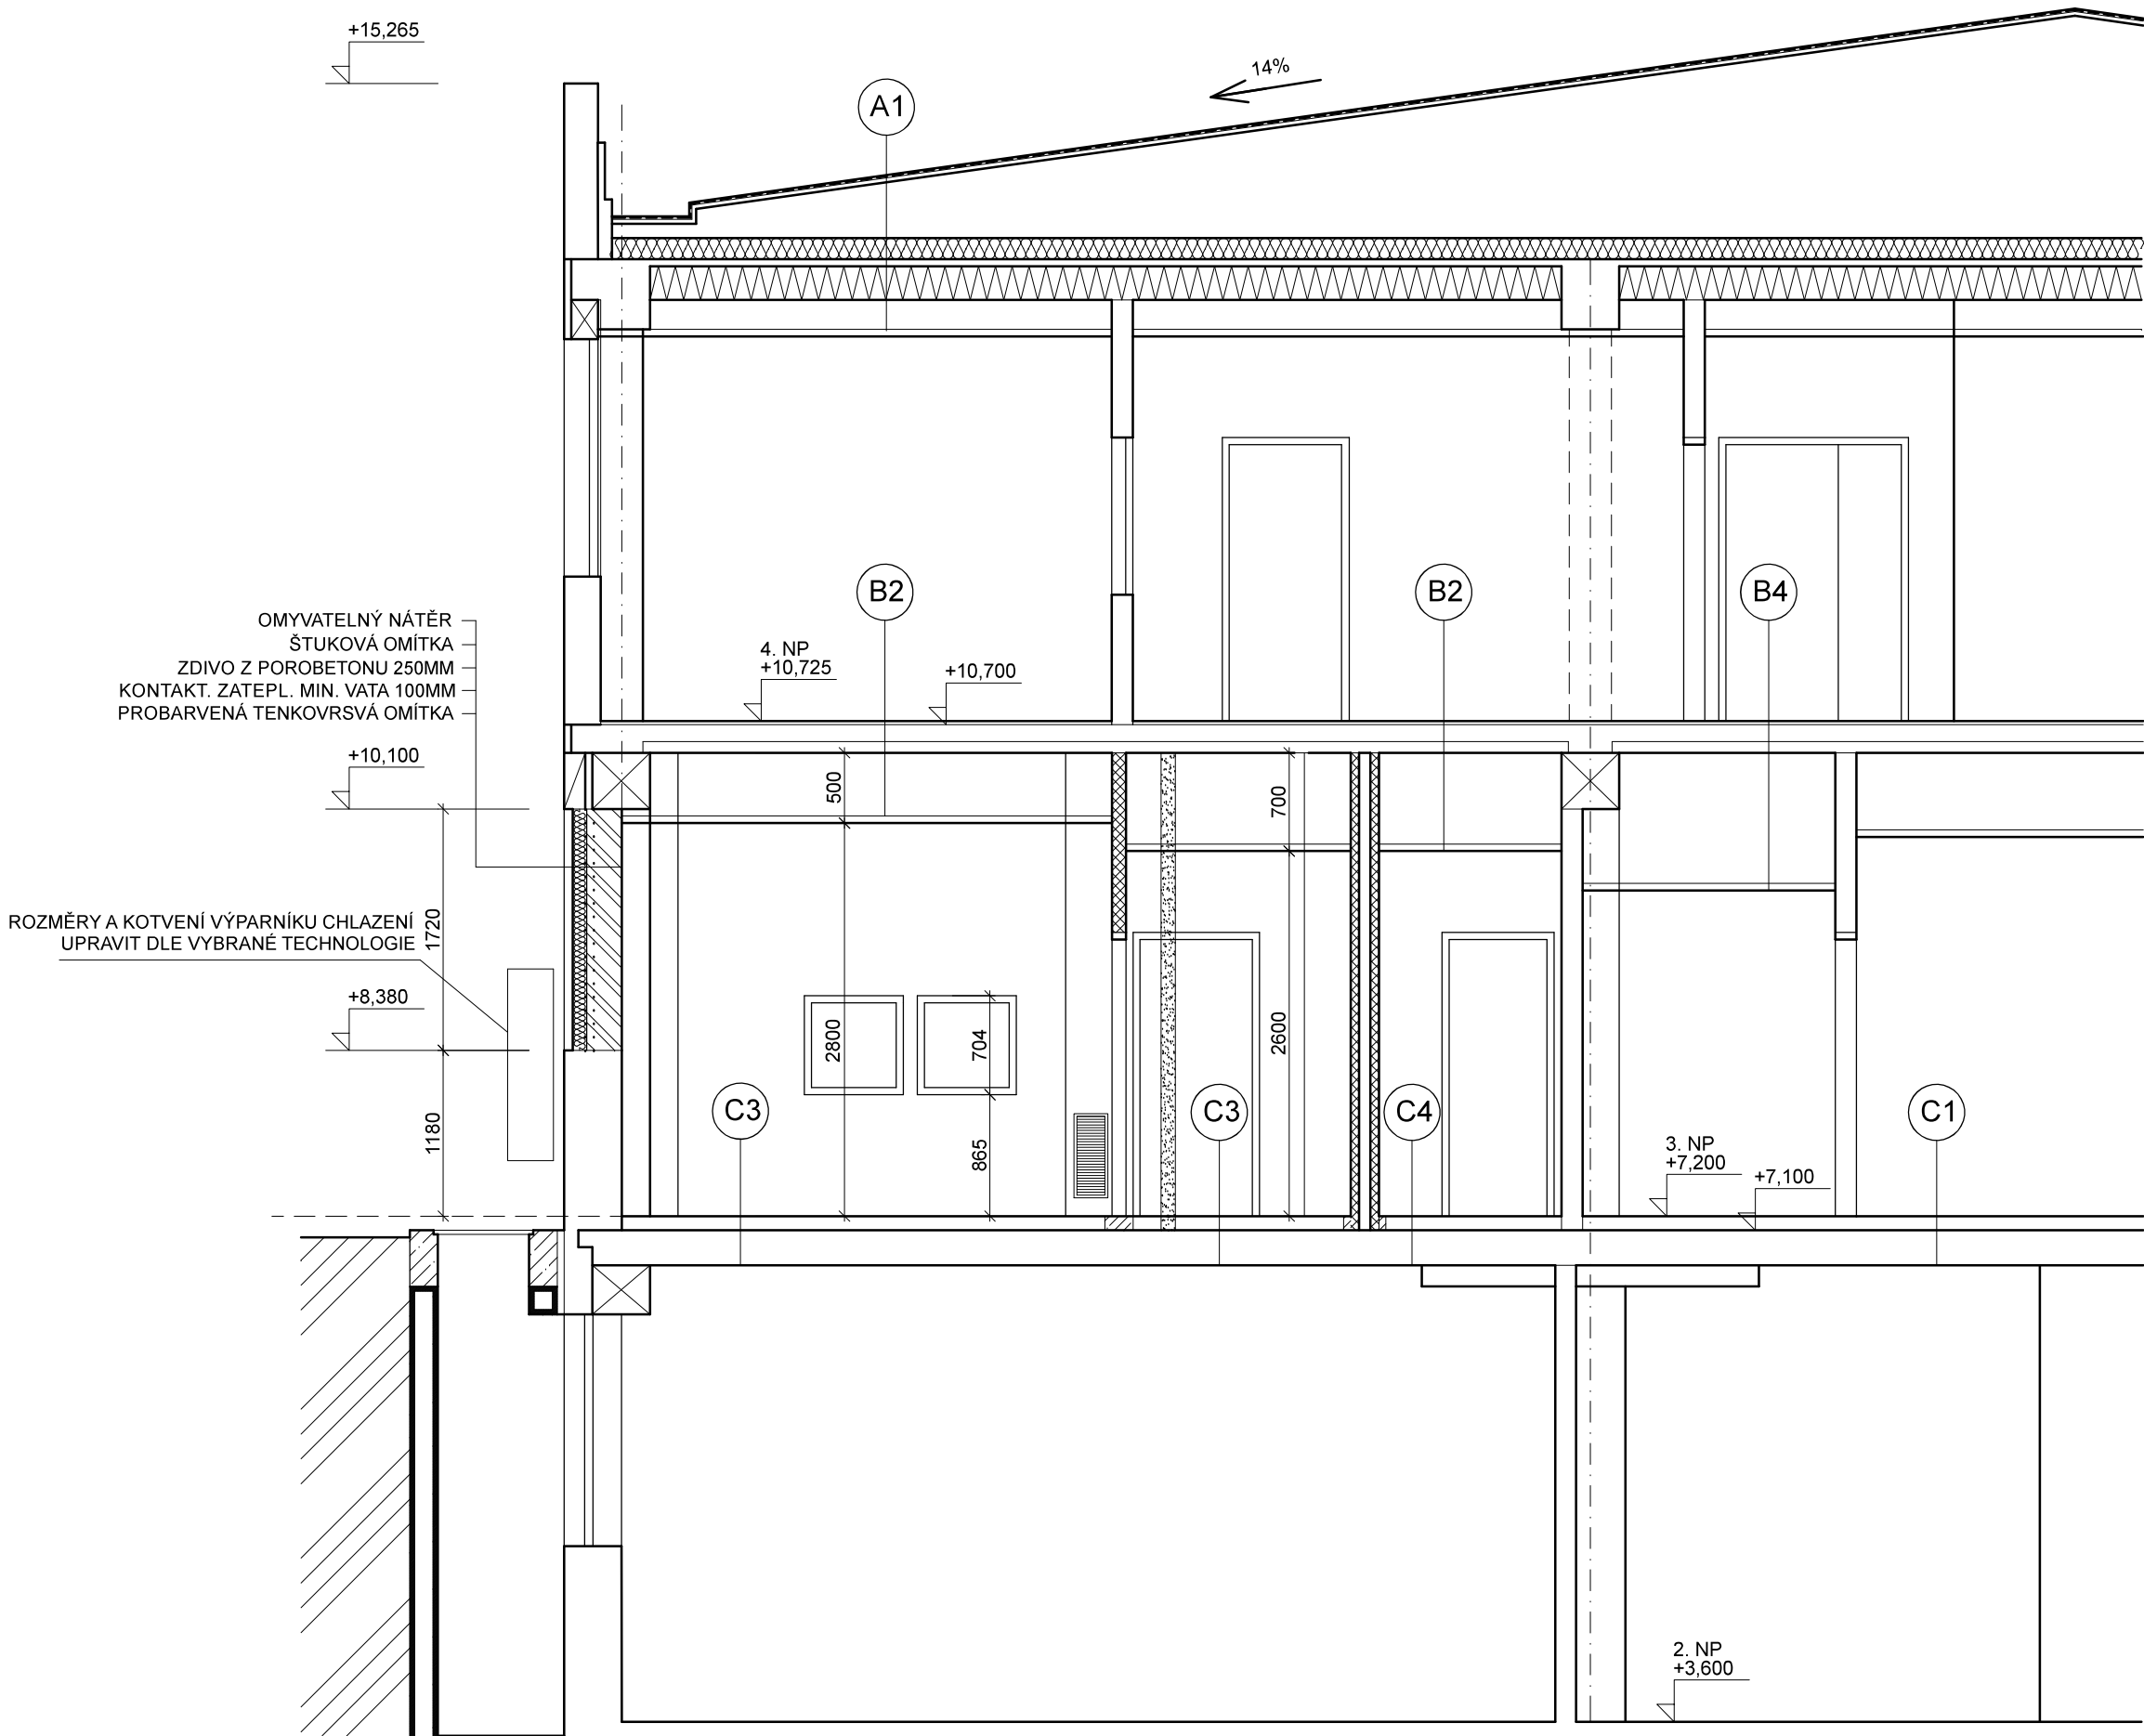 +15,265
14%
A1
B2
B2
B4
OMYVATELNÝ NÁTĚR
ŠTUKOVÁ OMÍTKA
ZDIVO Z POROBETONU 250MM
KONTAKT. ZATEPL. MIN. VATA 100MM
PROBARVENÁ TENKOVRSVÁ OMÍTKA
4. NP
+10,725
+10,700
+10,100
500
700
ROZMĚRY A KOTVENÍ VÝPARNÍKU CHLAZENÍ
UPRAVIT DLE VYBRANÉ TECHNOLOGIE
1720
+8,380
2800
704
2600
1180
865
C3
C3
C4
C1
3. NP
+7,200
+7,100
2. NP
+3,600